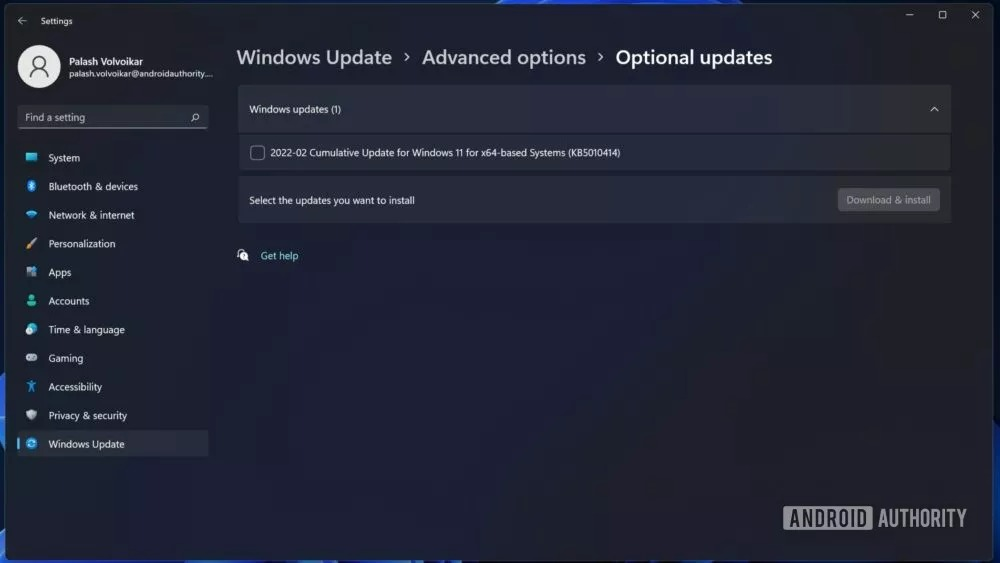 Settings
Palash Volvoikar
palash.volvoikar@androidauthority....
Find a setting
System
Bluetooth & devices
Network & internet
Personalization
Apps
Accounts
Time & language
Gaming
Accessibility
Privacy & security
Windows Update
Windows Update › Advanced options › Optional updates
Windows updates (1)
2022-02 Cumulative Update for Windows 11 for x64-based Systems (KB5010414)
Select the updates you want to install
Download & install
Get help
ANDROID AUTHORITY